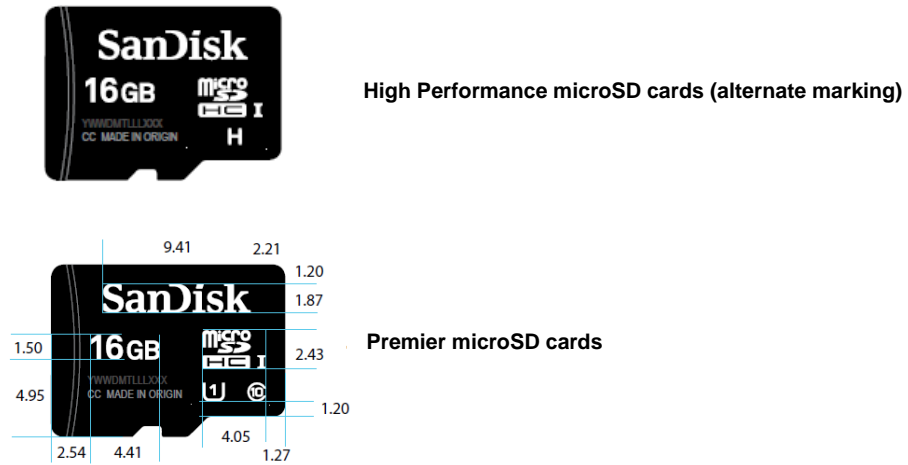 SanDisk
16GB
micro
SD
HC I
YWWDMTLLLXXX
CC MADE IN ORIGIN
H
High Performance microSD cards (alternate marking)
9.41 2.21
1.20
SanDisk
1.87
1.50
16GB
micro
SD
HC I
2.43
Premier microSD cards
YWWDMTLLLXXX
4.95
CC MADE IN ORIGIN
1 10
1.20
2.54 4.41 4.05 1.27